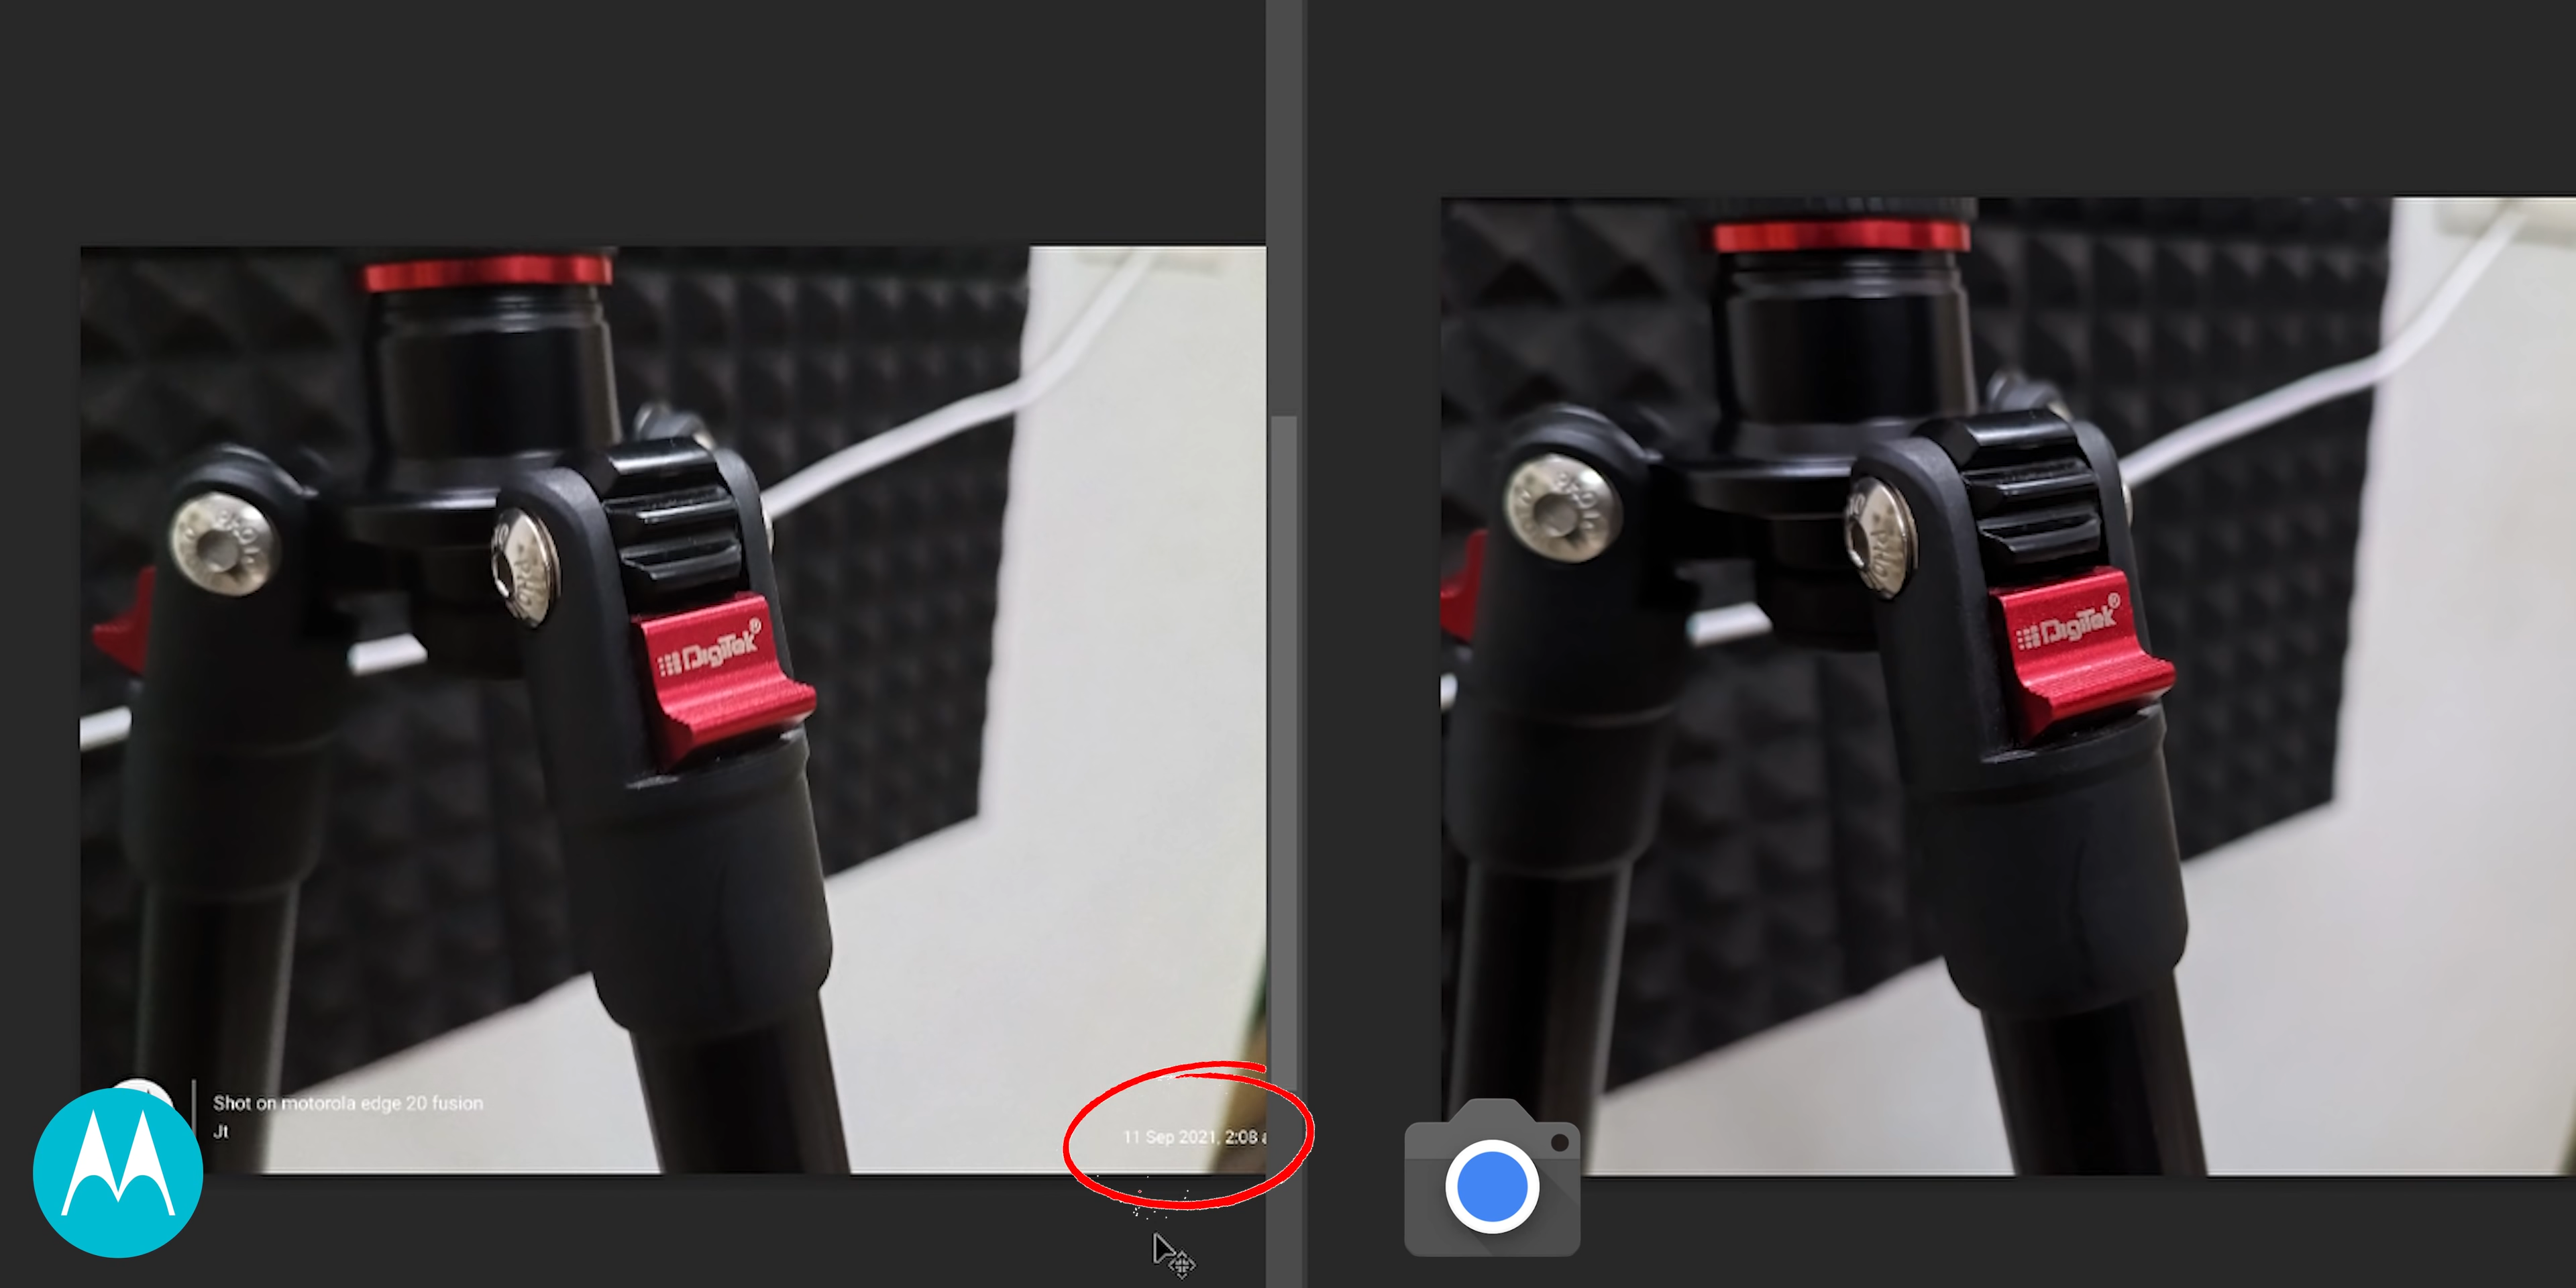 DigiTek®
DigiTek®
Shot on motorola edge 20 fusion
Jt
11 Sep 2021, 2:08